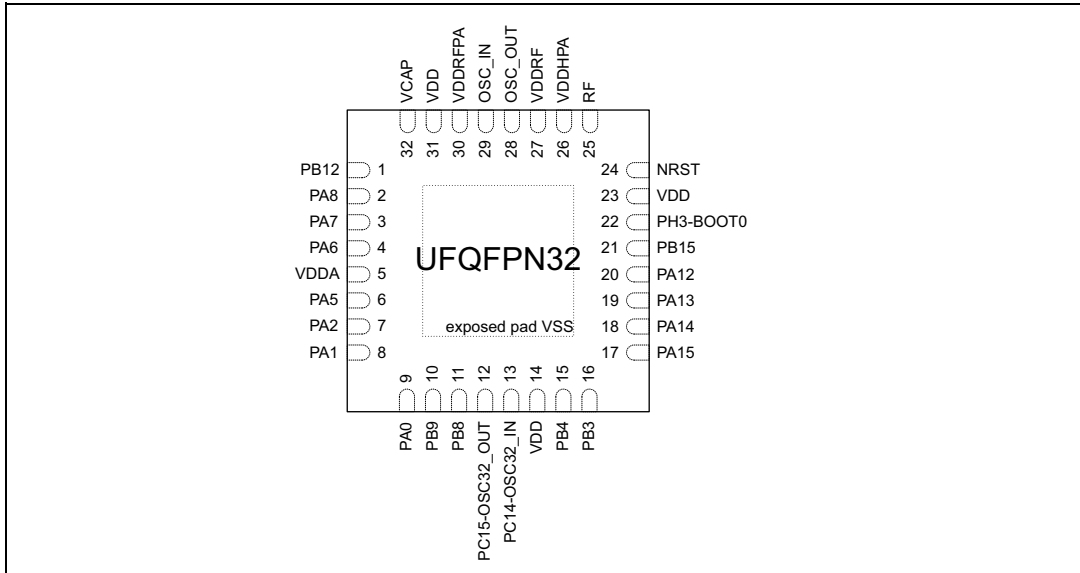 VCAP
VDD
VDDRFPA
OSC_IN
OSC_OUT
VDDRF
VDDHPA
RF
32
31
30
29
28
27
26
25
PB12 1
PA8 2
PA7 3
PA6 4
VDDA 5
PA5 6
PA2 7
PA1 8
24 NRST
23 VDD
22 PH3-BOOT0
21 PB15
20 PA12
19 PA13
18 PA14
17 PA15
UFQFPN32
exposed pad VSS
9
10
11
12
13
14
15
16
PA0
PB9
PB8
PC15-OSC32_OUT
PC14-OSC32_IN
VDD
PB4
PB3